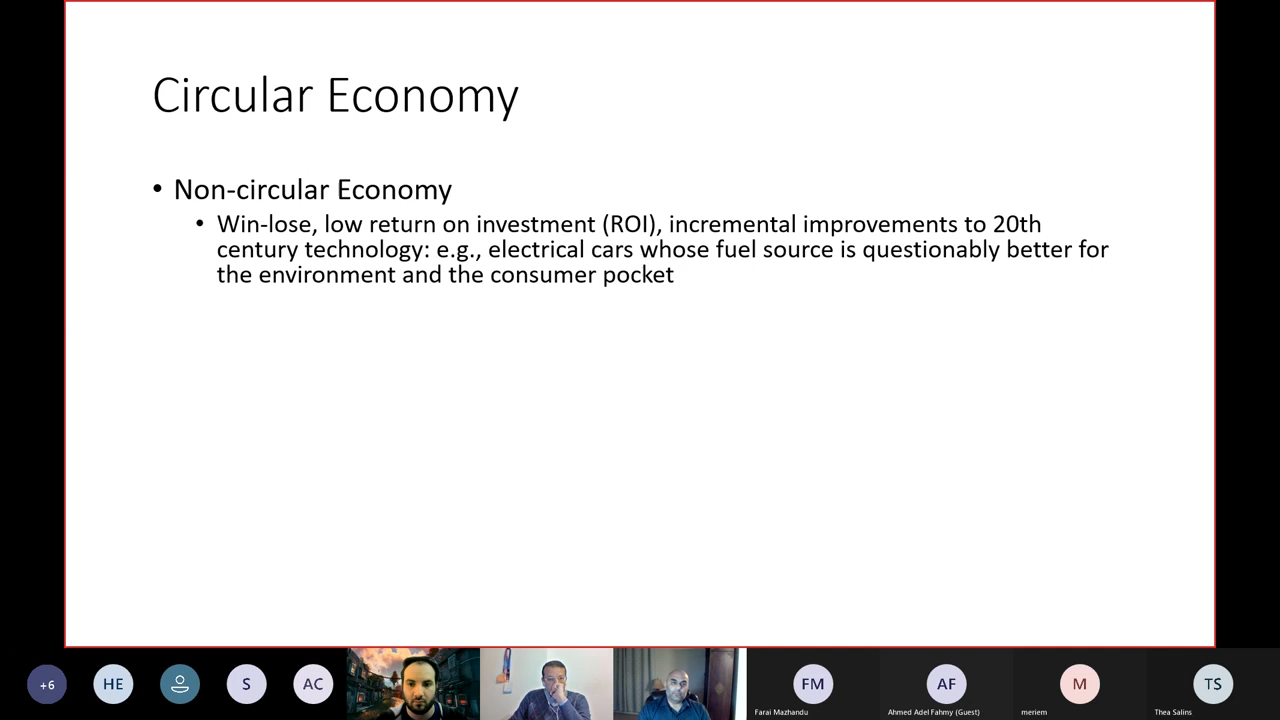 Circular Economy
• Non-circular Economy
• Win-lose, low return on investment (ROI), incremental improvements to 20th
century technology: e.g., electrical cars whose fuel source is questionably better for
the environment and the consumer pocket
+6
HE
S
AC
FM
AF
M
TS
Farai Mazhandu
Ahmed Adel Fahmy (Guest)
meriem
Thea Salins